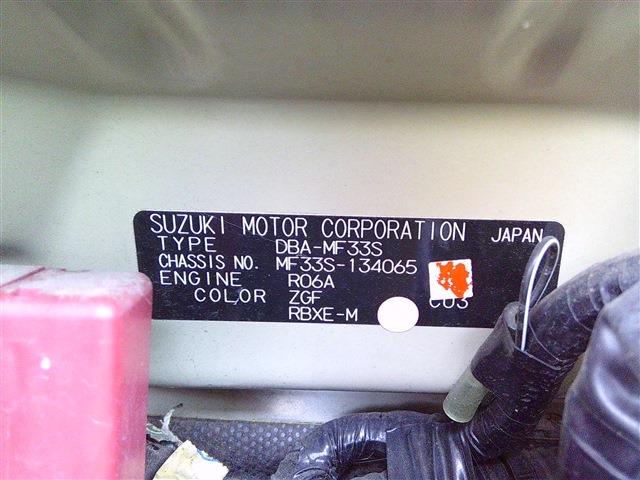 SUZUKI MOTOR CORPORATION JAPAN
TYPE DBA-MF33S
CHASSIS NO. MF33S-134065
ENGINE R06A
COLOR ZGF
RBXE-M